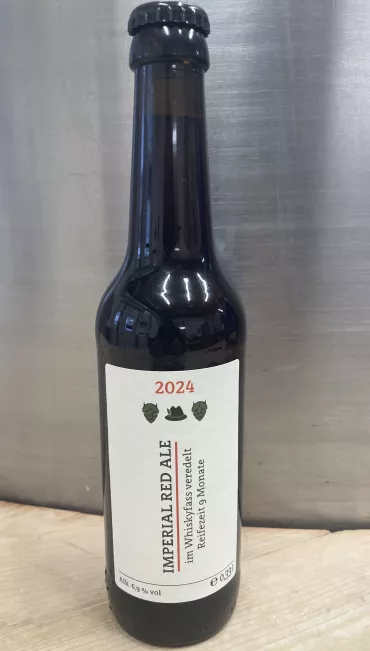 2024
IMPERIAL RED ALE
im Whiskyfass veredelt
Reifezeit 9 Monate
Alk. 6,9 % vol
℮ 0,33 l